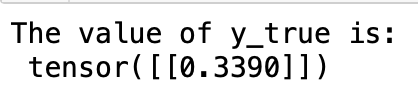 The value of y_true is:
tensor([[0.3390]])